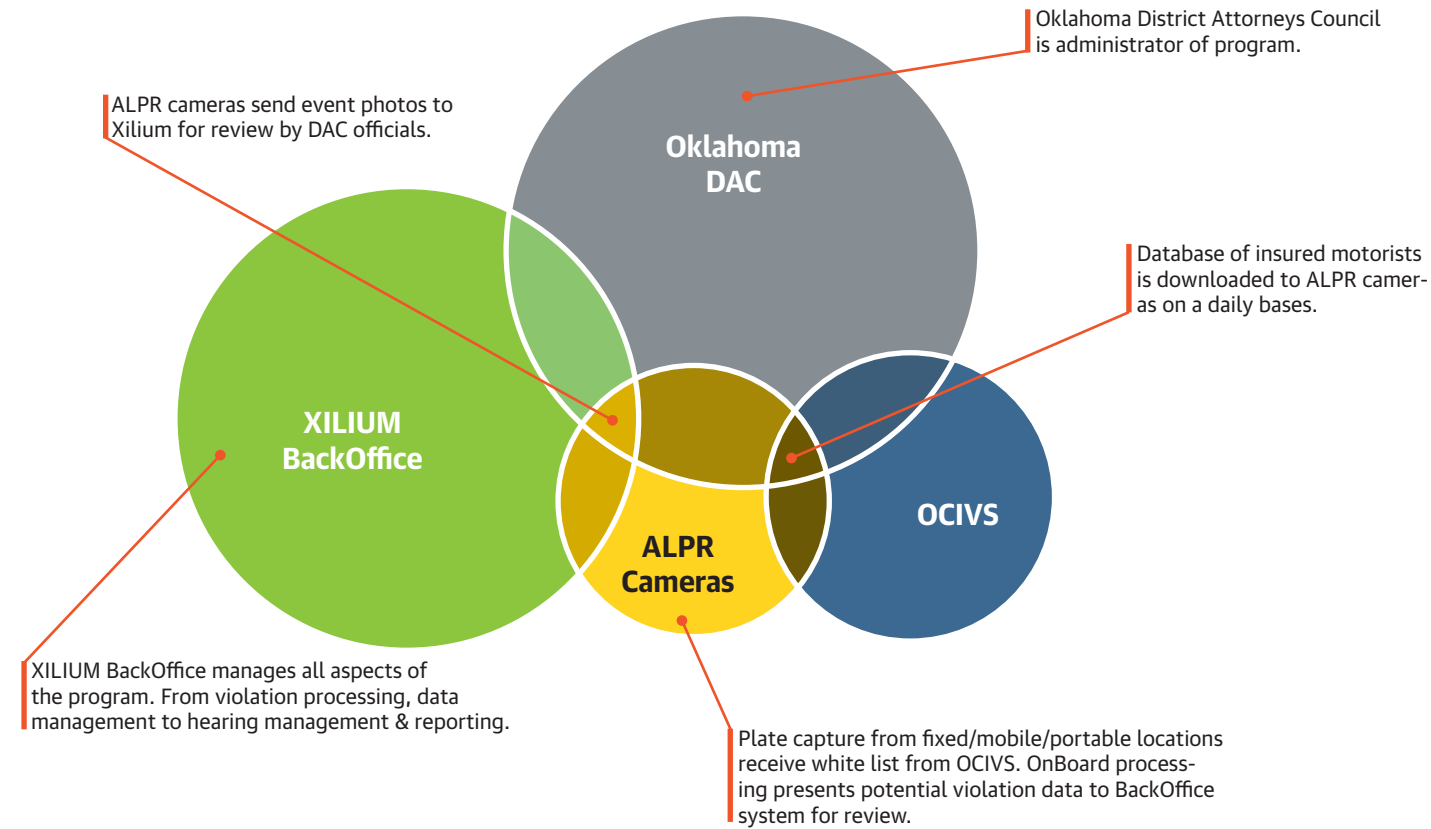 Oklahoma District Attorneys Council
is administrator of program.
ALPR cameras send event photos to
Xilium for review by DAC officials.
Oklahoma
DAC
Database of insured motorists
is downloaded to ALPR camer-
as on a daily bases.
XILIUM
BackOffice
OCIVS
ALPR
Cameras
XILIUM BackOffice manages all aspects of
the program. From violation processing, data
management to hearing management & reporting.
Plate capture from fixed/mobile/portable locations
receive white list from OCIVS. OnBoard process-
ing presents potential violation data to BackOffice
system for review.